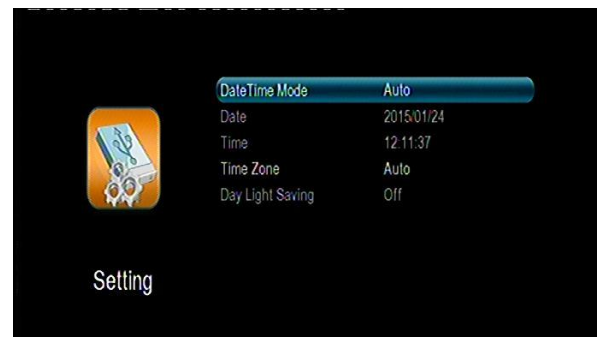 DateTime Mode Auto
Date 2015/01/24
Time 12:11:37
Time Zone Auto
Day Light Saving Off
Setting